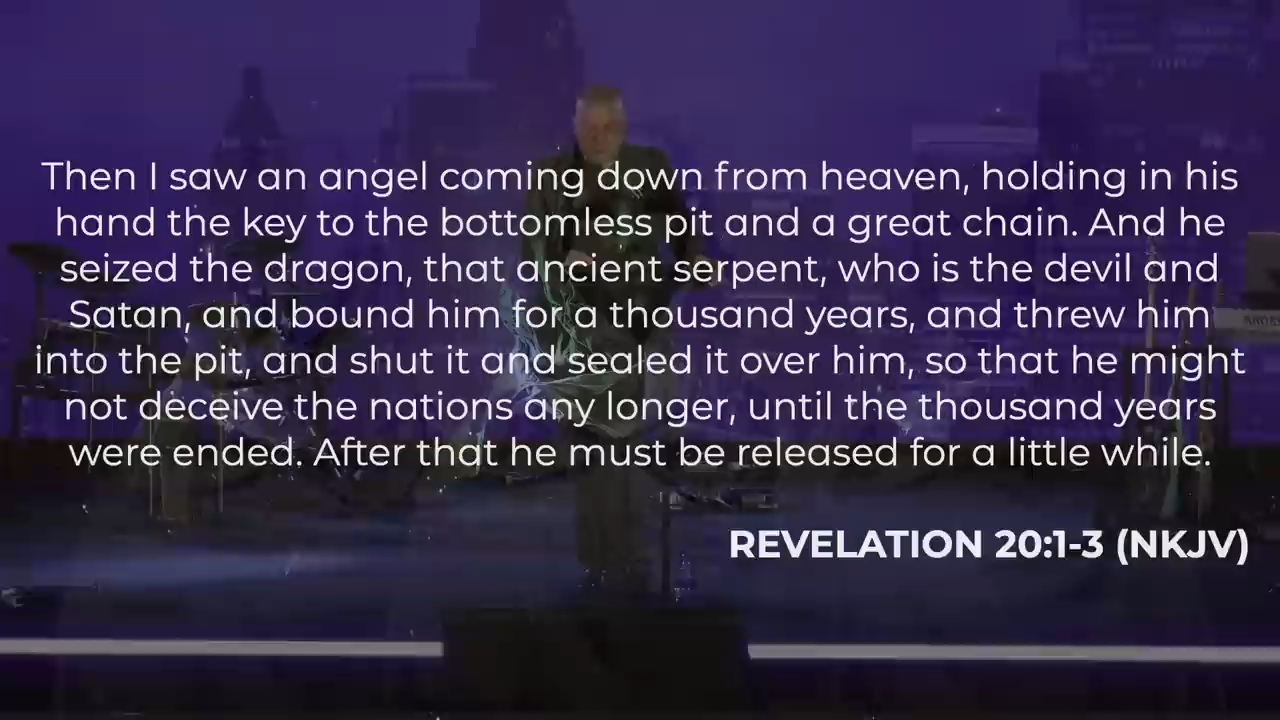 Then I saw an angel coming down from heaven, holding in his
hand the key to the bottomless pit and a great chain. And he
seized the dragon, that ancient serpent, who is the devil and
Satan, and bound him for a thousand years, and threw him
into the pit, and shut it and sealed it over him, so that he might
not deceive the nations any longer, until the thousand years
were ended. After that he must be released for a little while.
REVELATION 20:1-3 (NKJV)